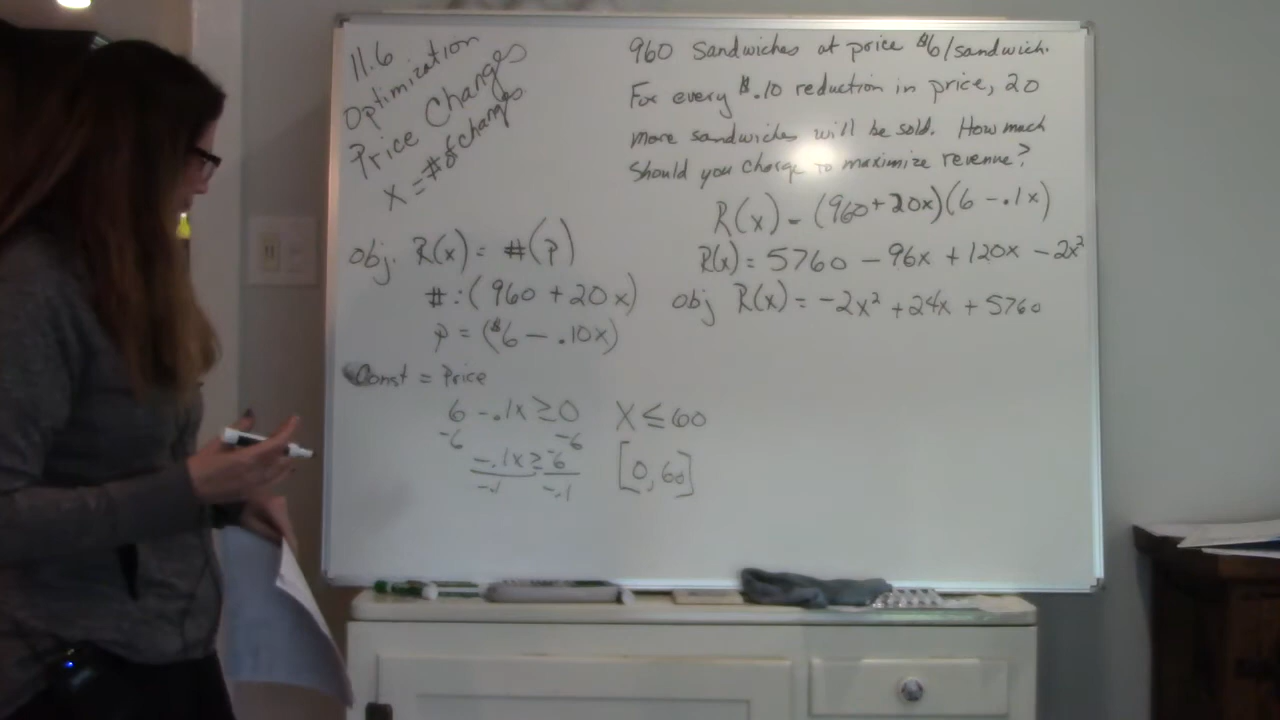 11.6
Optimization
Price Changes
X = # of changes
960 Sandwiches at price $6/sandwich.
For every $.10 reduction in price, 20
more sandwiches will be sold. How much
should you charge to maximize revenue?
R(x) = (960+20x)(6-.1x)
R(x) = 5760 - 96x + 120x - 2x²
obj R(x) = -2x² + 24x + 5760
obj. R(x) = #(P)
#: (960 + 20x)
P = ($6 - .10x)
Const = Price
6 - .1x ≥ 0 X ≤ 60
-6 -6
-.1x ≥ -6 [0, 60]
-.1 -.1